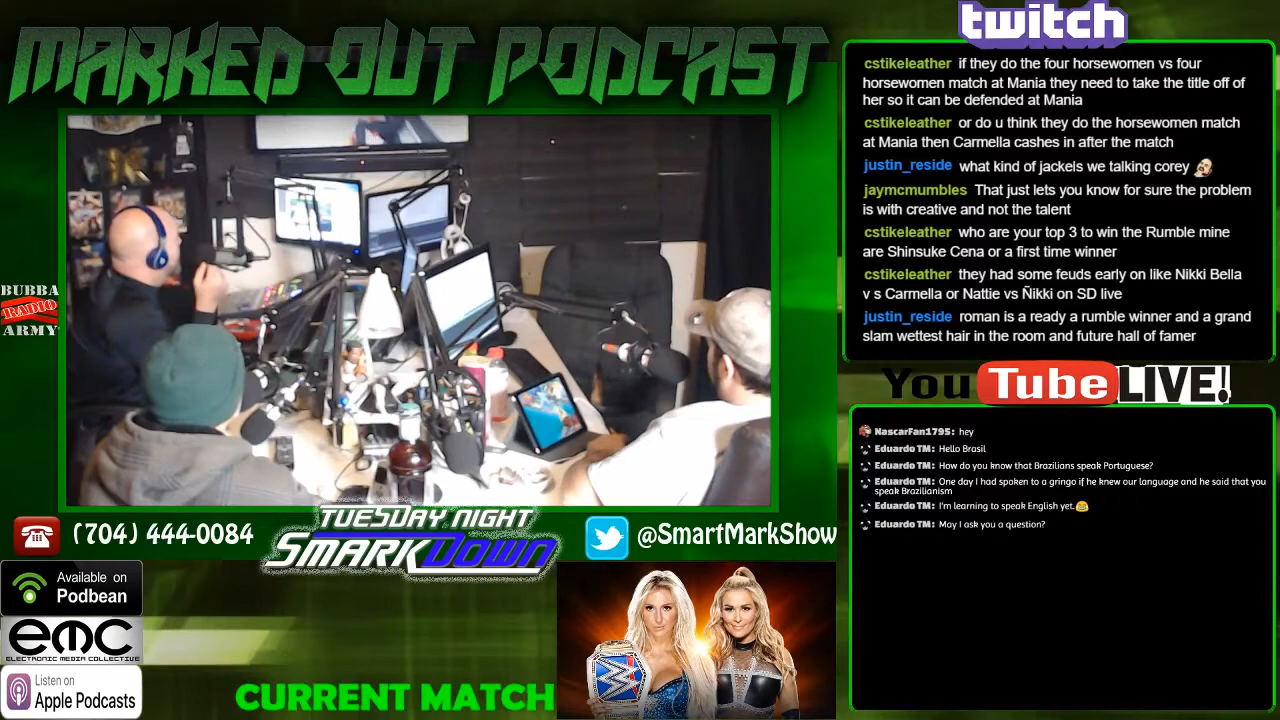 MARKED OUT PODCAST
twitch
cstikeleather if they do the four horsewomen vs four
horsewomen match at Mania they need to take the title off of
her so it can be defended at Mania
cstikeleather or do u think they do the horsewomen match
at Mania then Carmella cashes in after the match
justin_reside what kind of jackels we talking corey
jaymcmumbles That just lets you know for sure the problem
is with creative and not the talent
cstikeleather who are your top 3 to win the Rumble mine
are Shinsuke Cena or a first time winner
cstikeleather they had some feuds early on like Nikki Bella
v s Carmella or Nattie vs Ñikki on SD live
justin_reside roman is a ready a rumble winner and a grand
slam wettest hair in the room and future hall of famer
BUBBA
RADIO
ARMY
YouTube LIVE!
NascarFan1795: hey
Eduardo TM: Hello Brasil
Eduardo TM: How do you know that Brazilians speak Portuguese?
Eduardo TM: One day I had spoken to a gringo if he knew our language and he said that you
speak Brazilianism
Eduardo TM: I'm learning to speak English yet.😂
Eduardo TM: May I ask you a question?
(704) 444-0084
TUESDAY NIGHT
SMARKDOWN
@SmartMarkShow
Available on
Podbean
emc
ELECTRONIC MEDIA COLLECTIVE
Listen on
Apple Podcasts
CURRENT MATCH